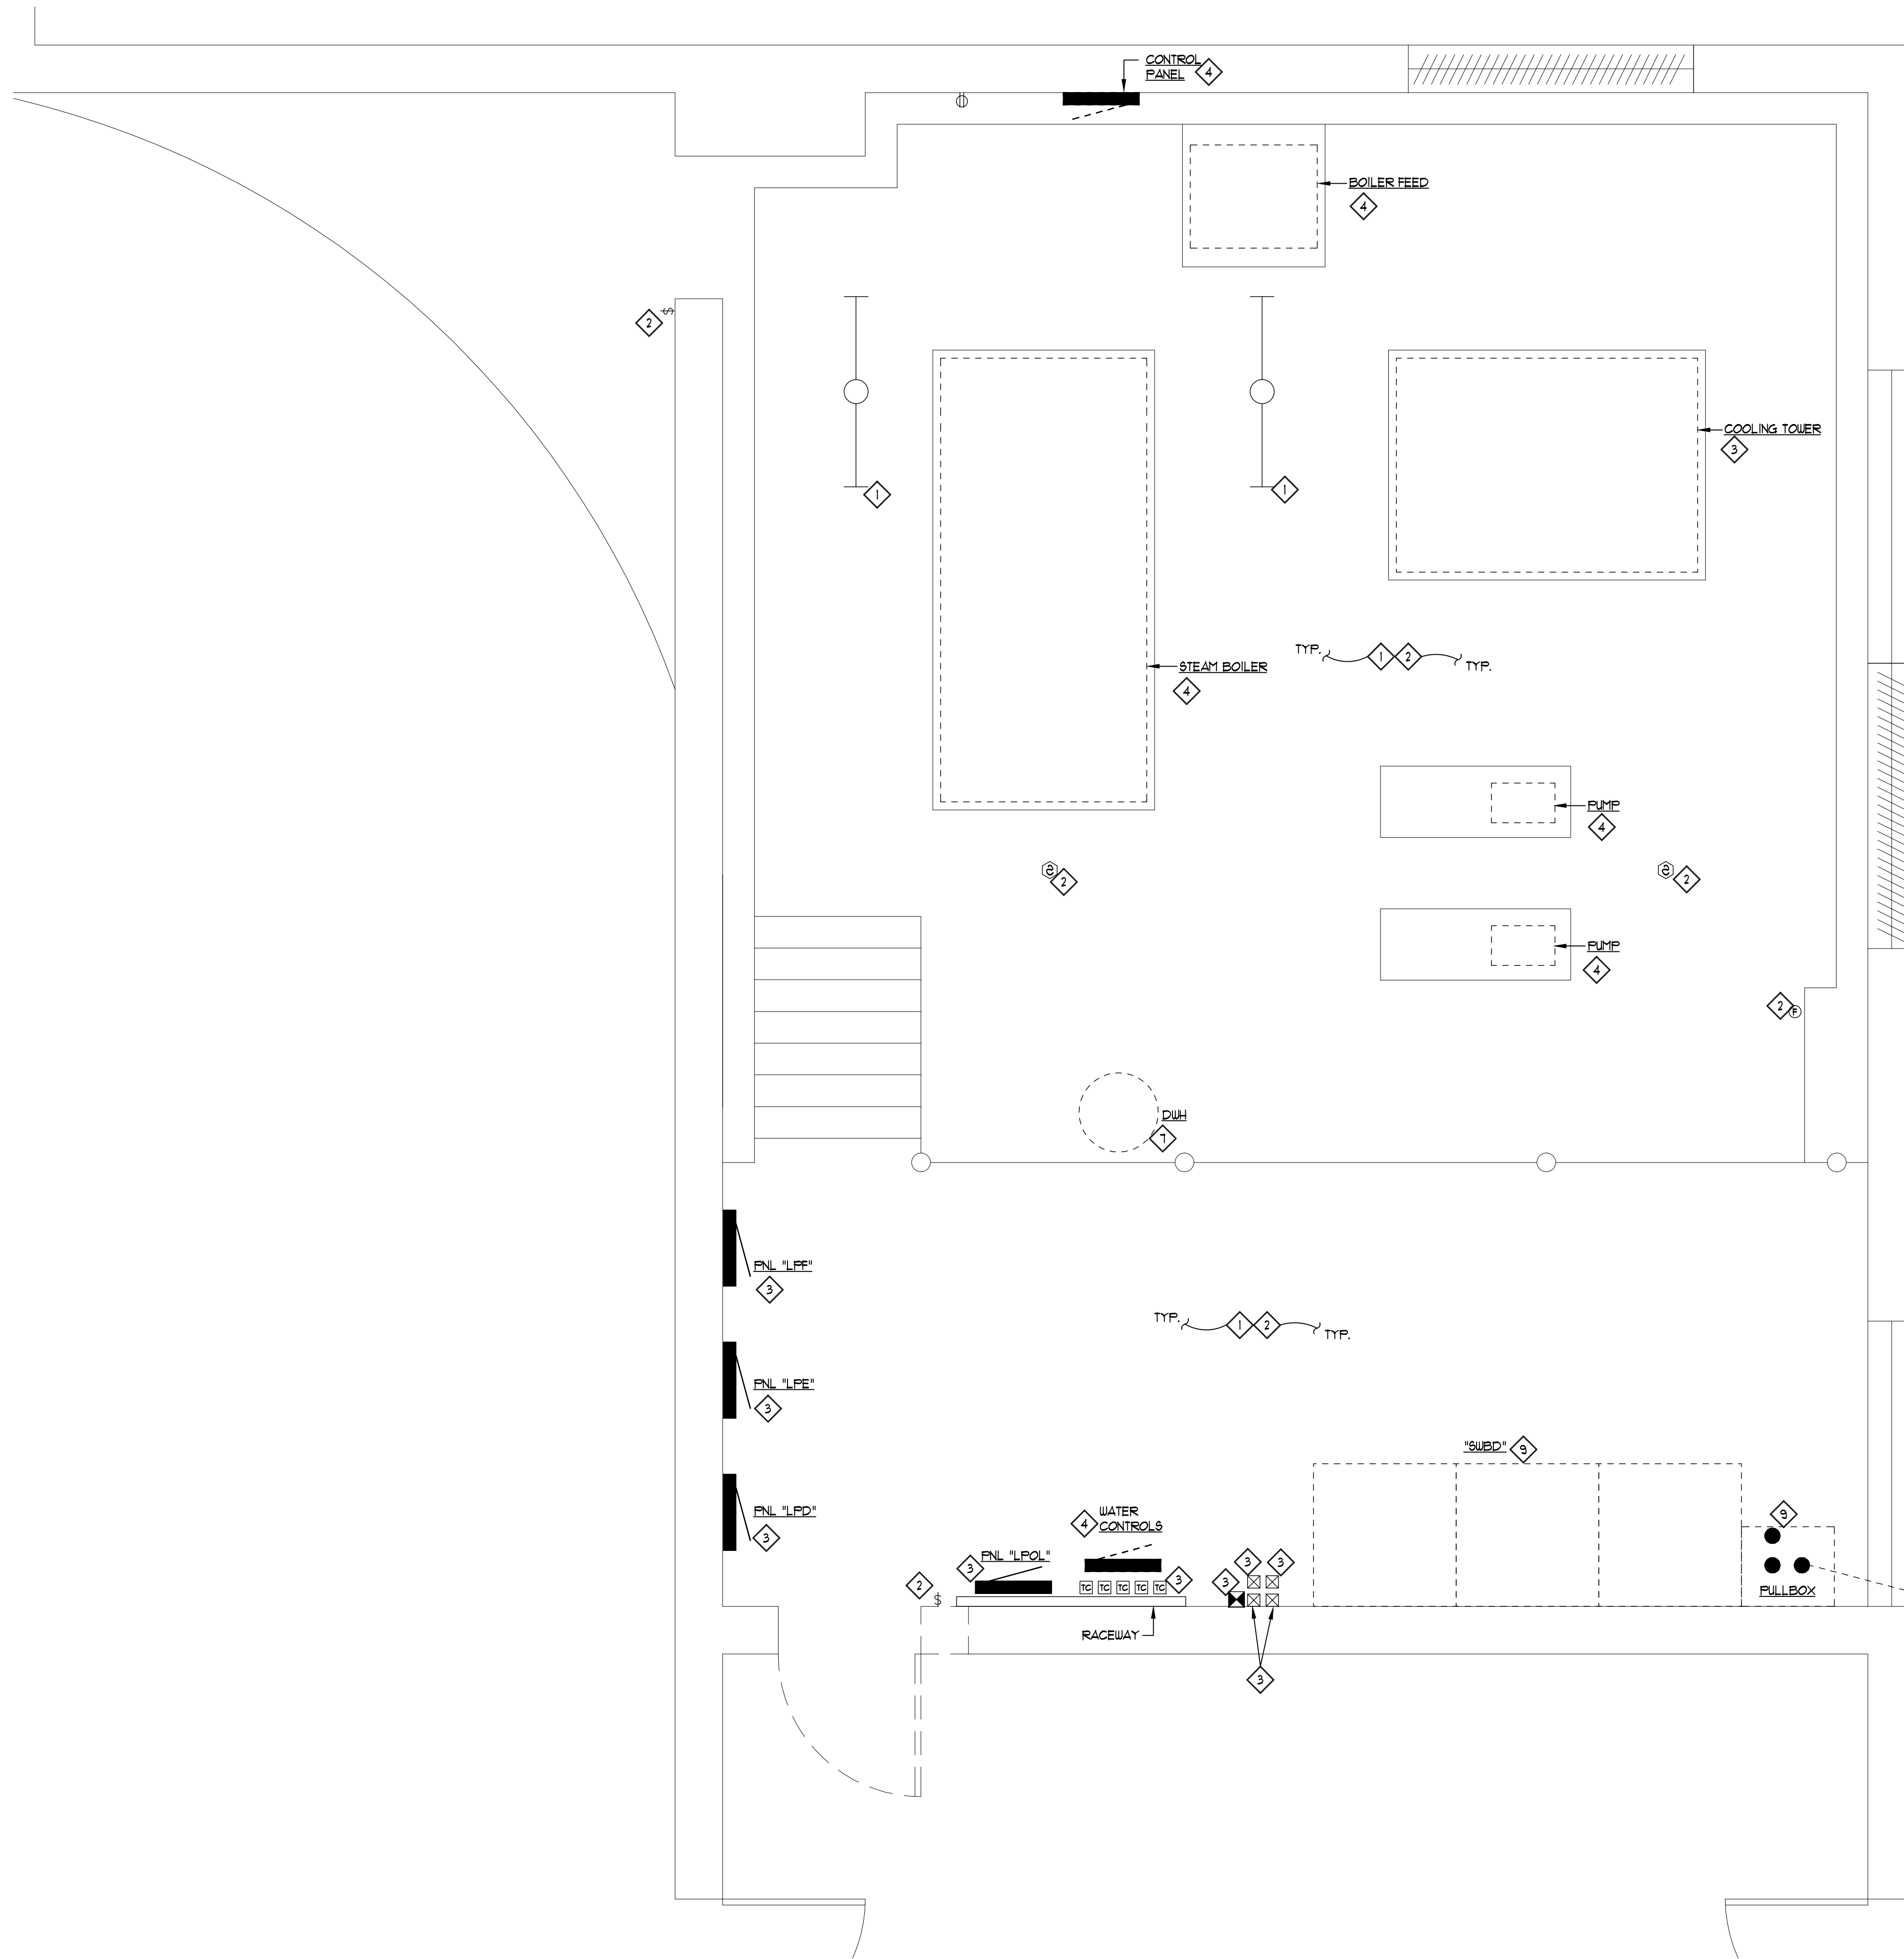 CONTROL
PANEL 4
BOILER FEED
4
2 $
COOLING TOWER
3
1
1
TYP. 1 2 TYP.
STEAM BOILER
4
PUMP
4
S 2
S 2
PUMP
4
2 F
DWH
7
PNL "LPF"
3
TYP. 1 2 TYP.
PNL "LPE"
3
"SWBD" 9
PNL "LPD"
3
4 WATER
CONTROLS
9
PNL "LPOL"
3
3 3
3
3
2 $
TC TC TC TC TC
PULLBOX
RACEWAY
3